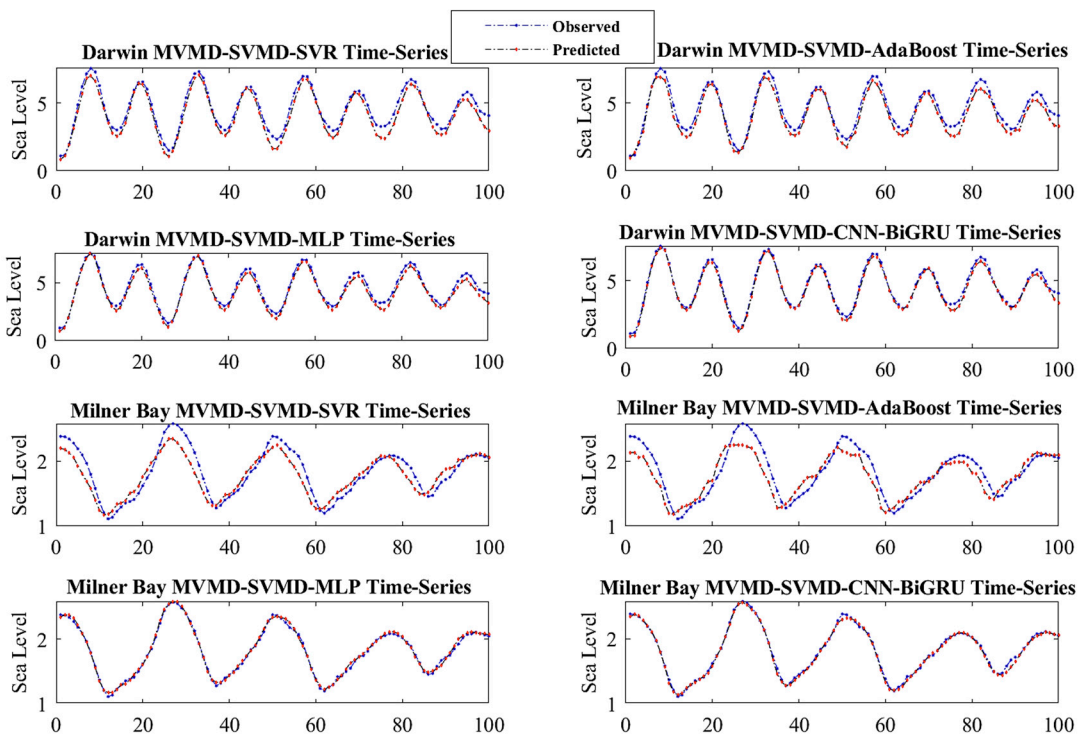 Observed
Predicted
Darwin MVMD-SVMD-SVR Time-Series
Sea Level
5
0
0 20 40 60 80 100
Darwin MVMD-SVMD-AdaBoost Time-Series
Sea Level
5
0
0 20 40 60 80 100
Darwin MVMD-SVMD-MLP Time-Series
Sea Level
5
0
0 20 40 60 80 100
Darwin MVMD-SVMD-CNN-BiGRU Time-Series
Sea Level
5
0
0 20 40 60 80 100
Milner Bay MVMD-SVMD-SVR Time-Series
Sea Level
2
1
0 20 40 60 80 100
Milner Bay MVMD-SVMD-AdaBoost Time-Series
Sea Level
2
1
0 20 40 60 80 100
Milner Bay MVMD-SVMD-MLP Time-Series
Sea Level
2
1
0 20 40 60 80 100
Milner Bay MVMD-SVMD-CNN-BiGRU Time-Series
Sea Level
2
1
0 20 40 60 80 100